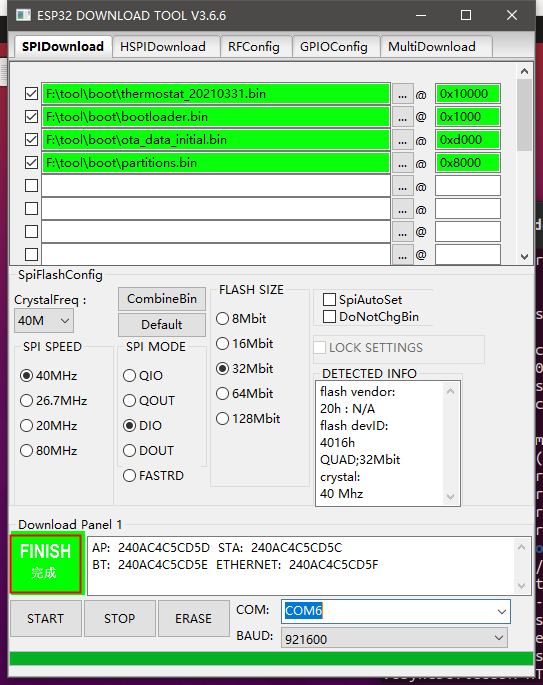 ESP32 DOWNLOAD TOOL V3.6.6
SPIDownload HSPIDownload RFConfig GPIOConfig MultiDownload
F:\tool\boot\thermostat_20210331.bin ... @ 0x10000
F:\tool\boot\bootloader.bin ... @ 0x1000
F:\tool\boot\ota_data_initial.bin ... @ 0xd000
F:\tool\boot\partitions.bin ... @ 0x8000
... @
... @
... @
... @
SpiFlashConfig
CrystalFreq :
40M
CombineBin
Default
SPI SPEED
40MHz
26.7MHz
20MHz
80MHz
SPI MODE
QIO
QOUT
DIO
DOUT
FASTRD
FLASH SIZE
8Mbit
16Mbit
32Mbit
64Mbit
128Mbit
SpiAutoSet
DoNotChgBin
LOCK SETTINGS
DETECTED INFO
flash vendor:
20h : N/A
flash devID:
4016h
QUAD;32Mbit
crystal:
40 Mhz
Download Panel 1
FINISH
完成
AP: 240AC4C5CD5D STA: 240AC4C5CD5C
BT: 240AC4C5CD5E ETHERNET: 240AC4C5CD5F
START STOP ERASE
COM: COM6
BAUD: 921600